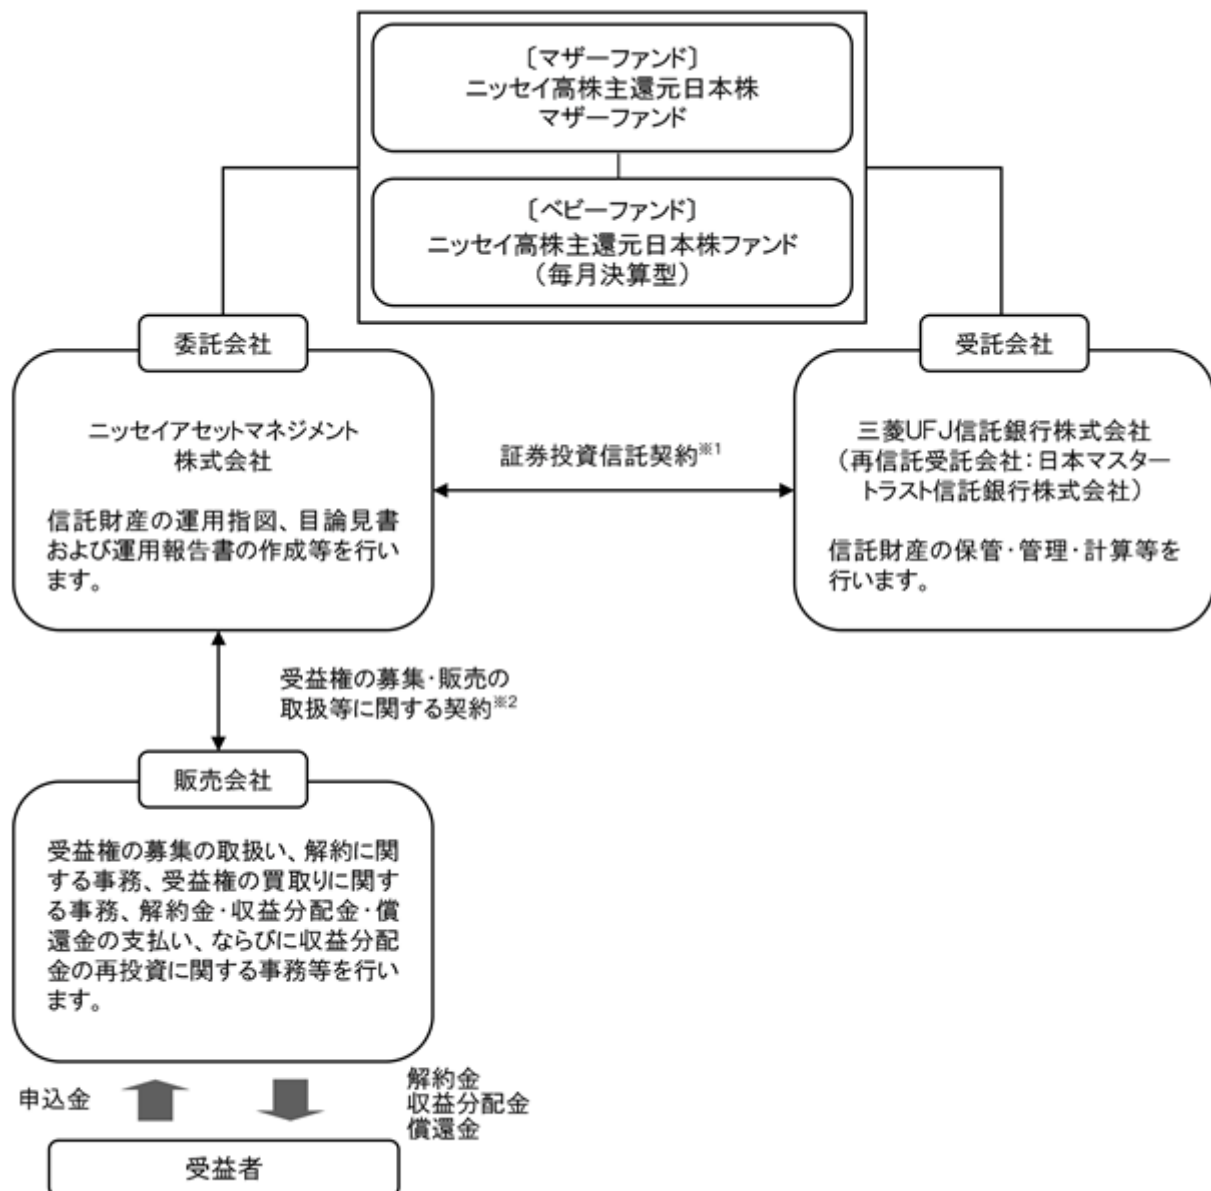 〔マザーファンド〕
ニッセイ高株主還元日本株
マザーファンド
〔ベビーファンド〕
ニッセイ高株主還元日本株ファンド
（毎月決算型）
委託会社
ニッセイアセットマネジメント
株式会社
信託財産の運用指図、目論見書
および運用報告書の作成等を行い
ます。
証券投資信託契約※1
受託会社
三菱UFJ信託銀行株式会社
（再信託受託会社：日本マスター
トラスト信託銀行株式会社）
信託財産の保管・管理・計算等を
行います。
受益権の募集・販売の
取扱等に関する契約※2
販売会社
受益権の募集の取扱い、解約に関
する事務、受益権の買取りに関す
る事務、解約金・収益分配金・償
還金の支払い、ならびに収益分配
金の再投資に関する事務等を行い
ます。
申込金
解約金
収益分配金
償還金
受益者